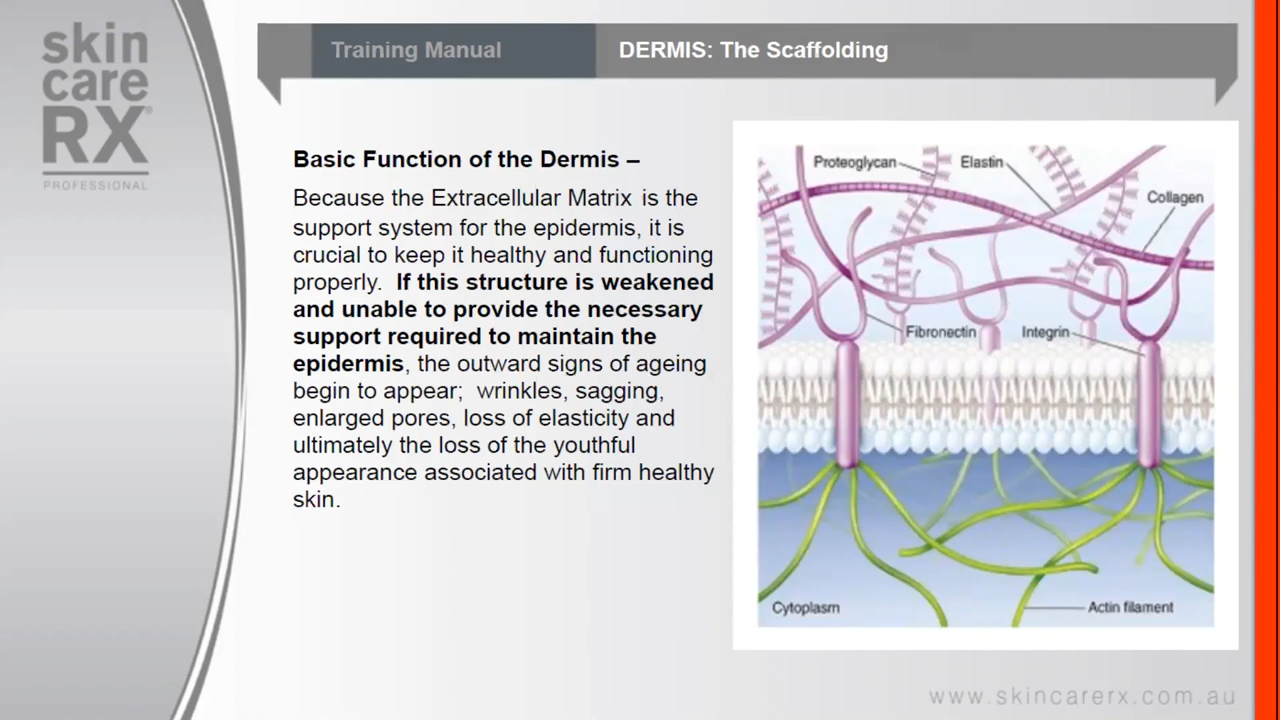 skin
care
RX®
PROFESSIONAL
Training Manual
DERMIS: The Scaffolding
Basic Function of the Dermis –
Because the Extracellular Matrix is the
support system for the epidermis, it is
crucial to keep it healthy and functioning
properly. If this structure is weakened
and unable to provide the necessary
support required to maintain the
epidermis, the outward signs of ageing
begin to appear; wrinkles, sagging,
enlarged pores, loss of elasticity and
ultimately the loss of the youthful
appearance associated with firm healthy
skin.
Proteoglycan
Elastin
Collagen
Fibronectin
Integrin
Cytoplasm
Actin filament
www.skincarerx.com.au